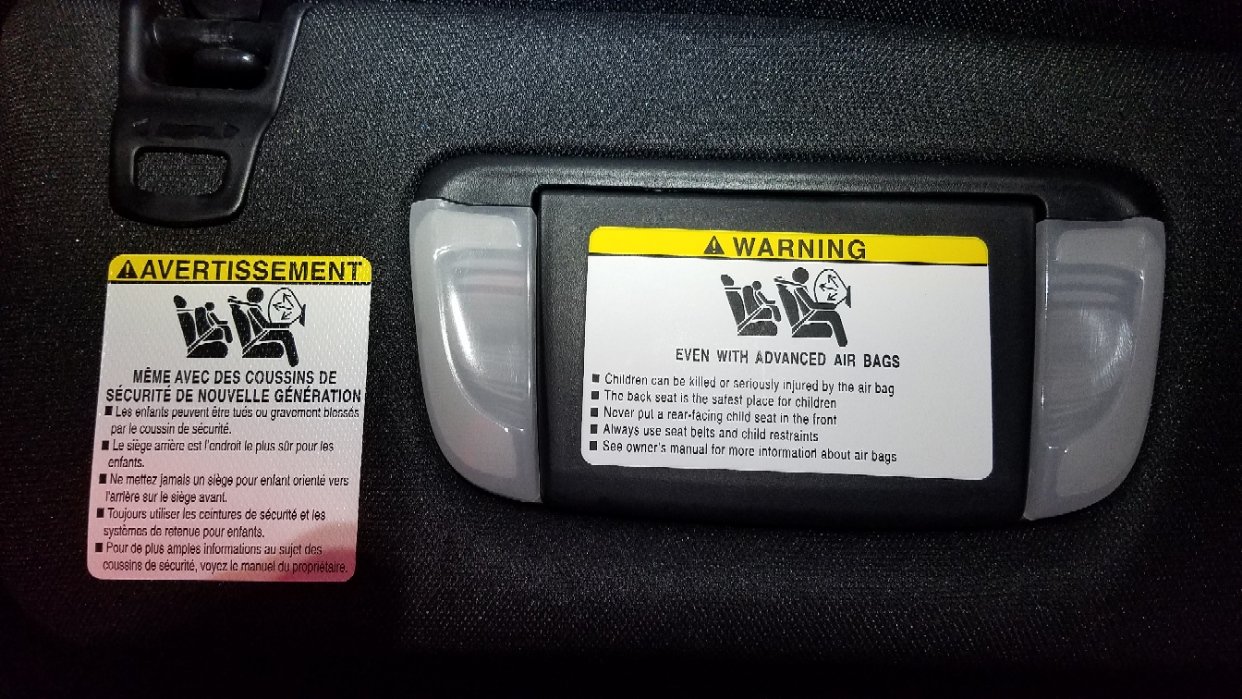 AVERTISSEMENT
MÊME AVEC DES COUSSINS DE
SÉCURITÉ DE NOUVELLE GÉNÉRATION
■ Les enfants peuvent être tués ou gravement blessés
par le coussin de sécurité.
■ Le siège arrière est l'endroit le plus sûr pour les
enfants.
■ Ne mettez jamais un siège pour enfant orienté vers
l'arrière sur le siège avant.
■ Toujours utiliser les ceintures de sécurité et les
systèmes de retenue pour enfants.
■ Pour de plus amples informations au sujet des
coussins de sécurité, voyez le manuel du propriétaire.
WARNING
EVEN WITH ADVANCED AIR BAGS
■ Children can be killed or seriously injured by the air bag
■ The back seat is the safest place for children
■ Never put a rear-facing child seat in the front
■ Always use seat belts and child restraints
■ See owner's manual for more information about air bags